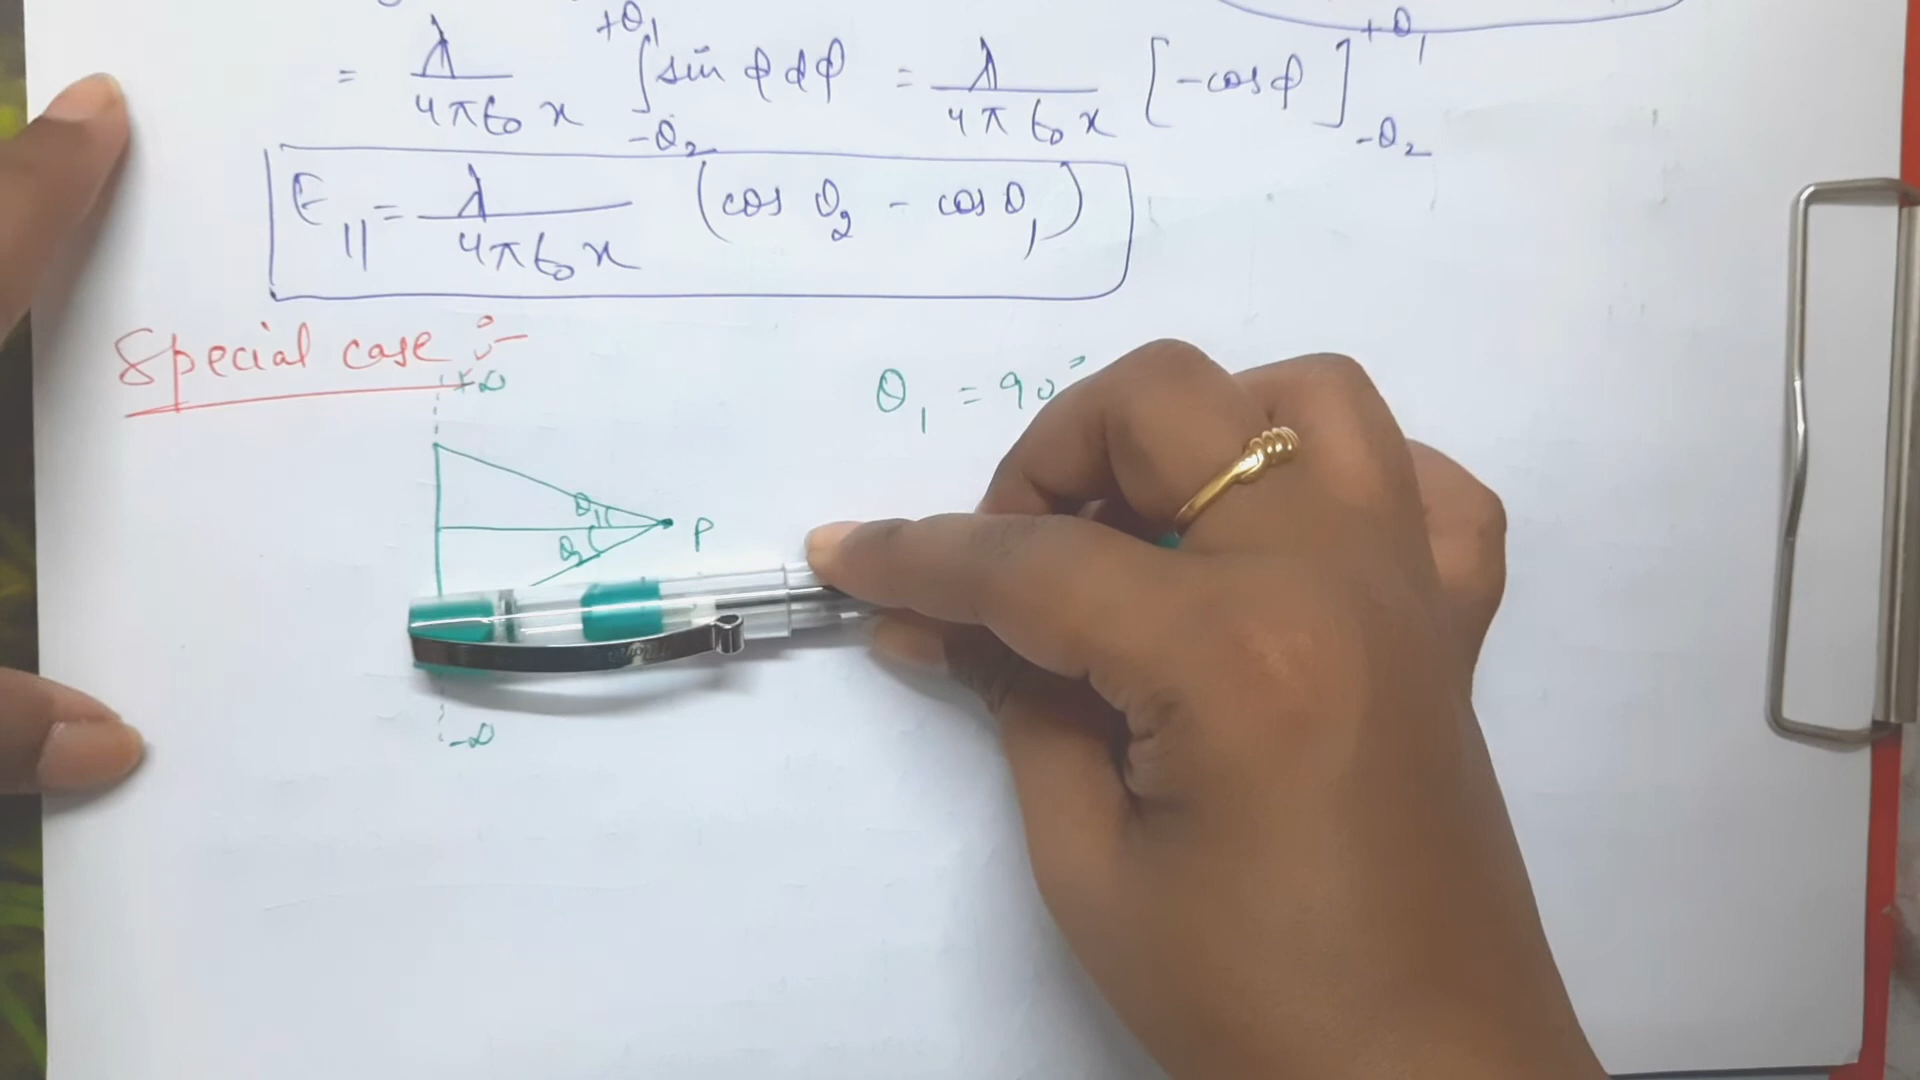 = λ/4πε₀x ∫_{-θ₂}^{+θ₁} sin φ dφ = λ/4πε₀x [-cos φ]_{-θ₂}^{+θ₁}
E_{||} = λ/4πε₀x (cos θ₂ - cos θ₁)
Special case :-
+∞
θ₁ = 90°
θ₁
P
θ₂
-∞